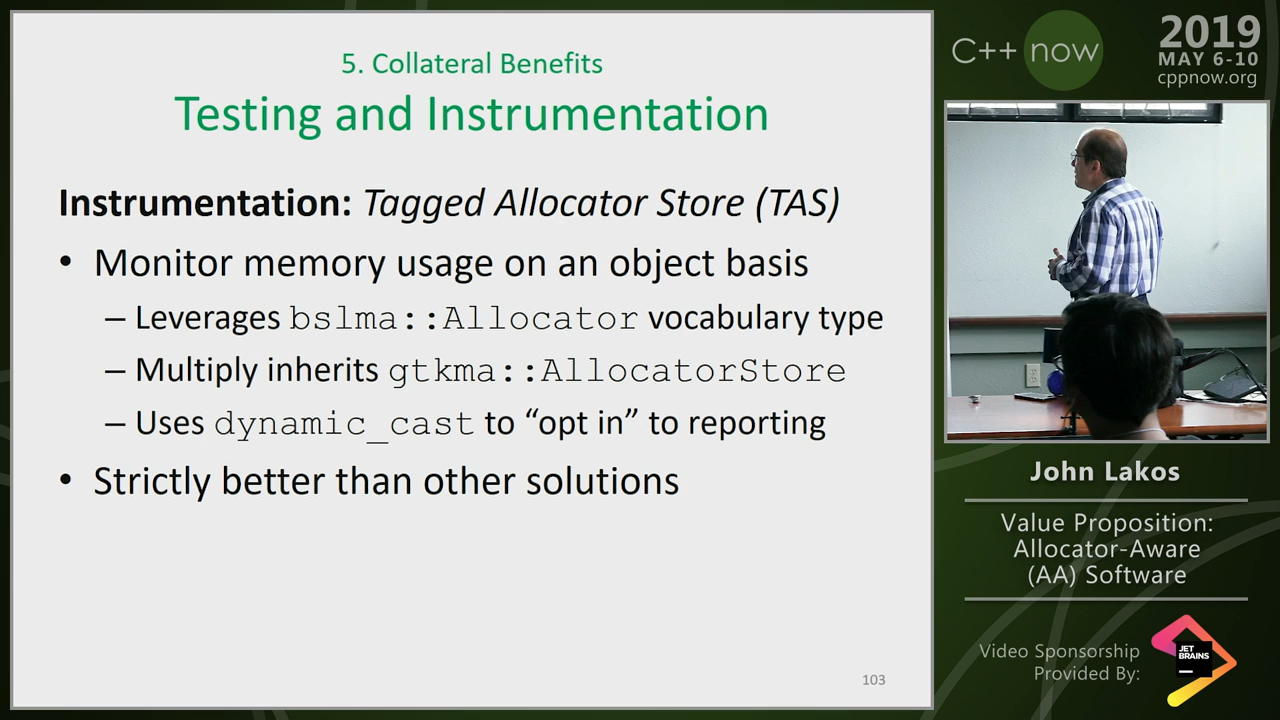 5. Collateral Benefits
Testing and Instrumentation
Instrumentation: Tagged Allocator Store (TAS)
• Monitor memory usage on an object basis
– Leverages bslma::Allocator vocabulary type
– Multiply inherits gtkma::AllocatorStore
– Uses dynamic_cast to “opt in” to reporting
• Strictly better than other solutions
103
C++ now
2019
MAY 6-10
cppnow.org
John Lakos
Value Proposition:
Allocator-Aware
(AA) Software
Video Sponsorship
Provided By:
JET
BRAINS